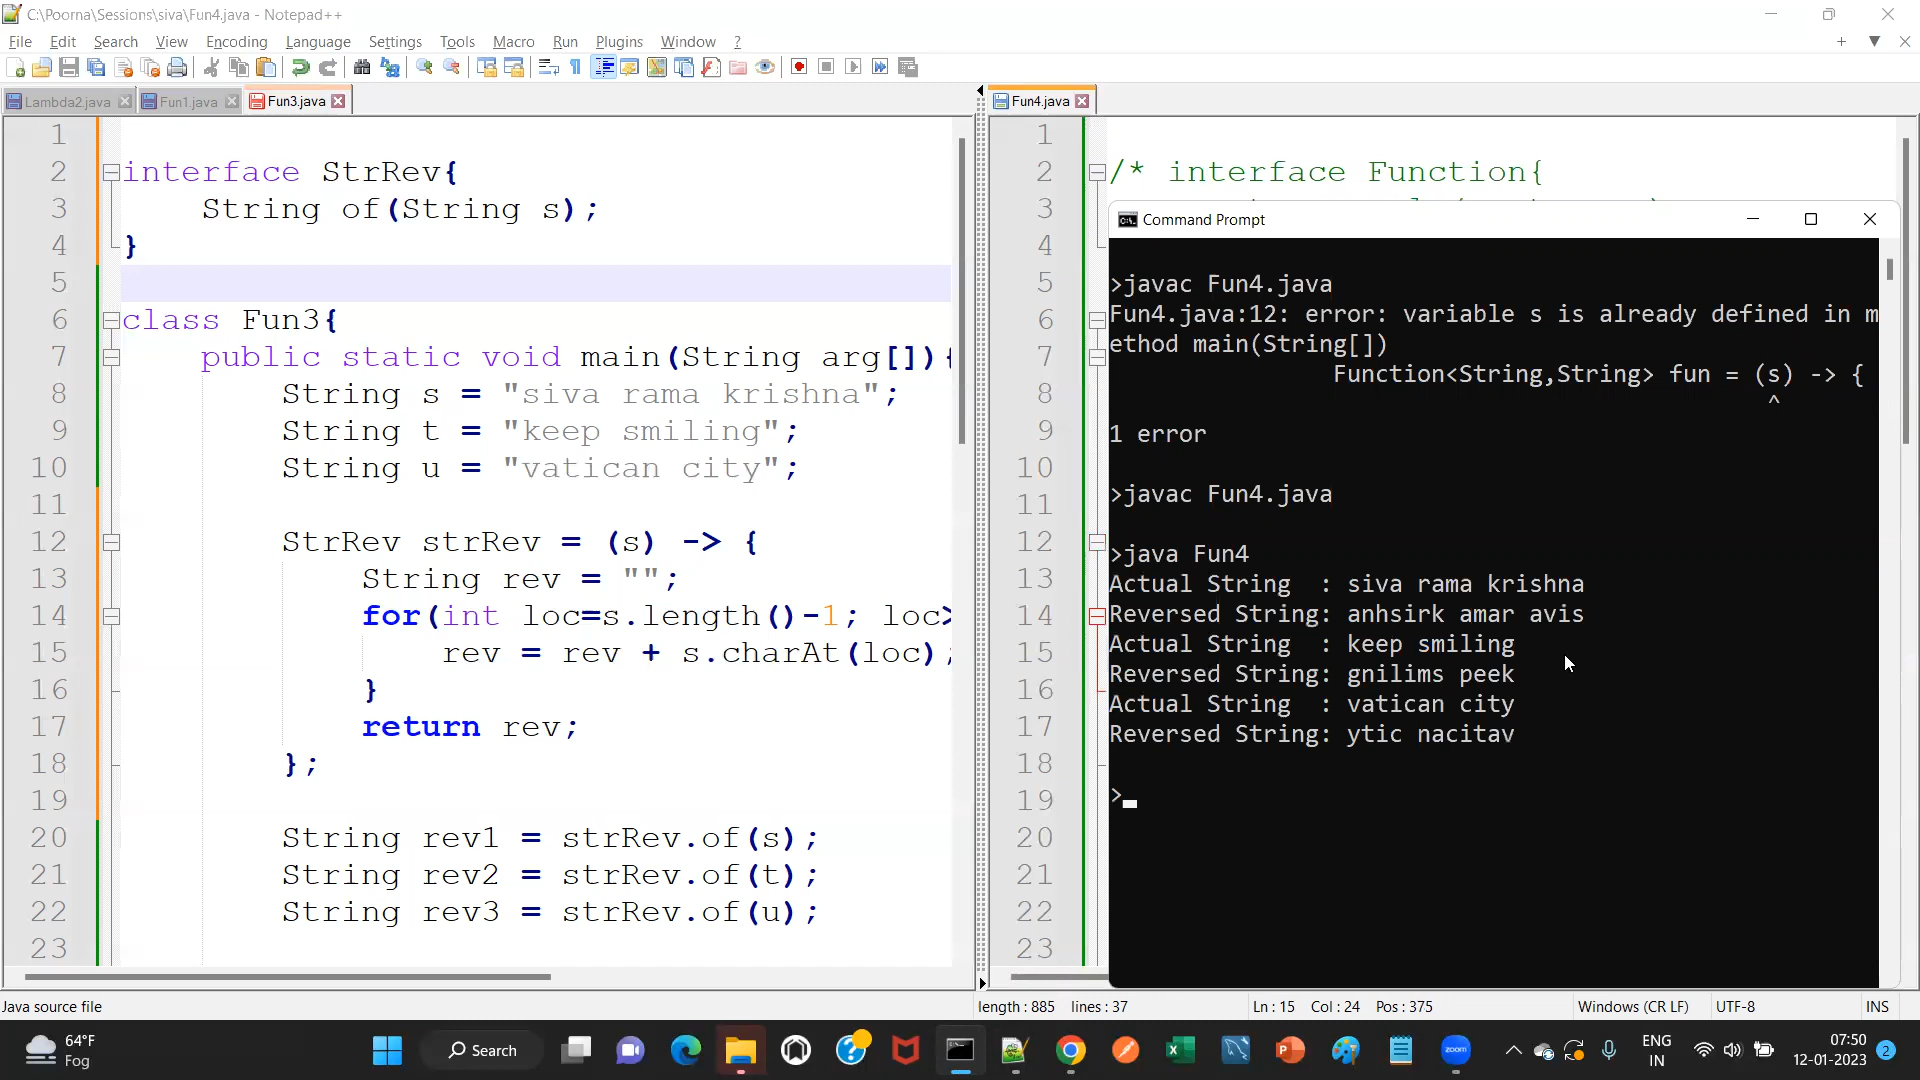 C:\Poorna\Sessions\siva\Fun4.java - Notepad++
File Edit Search View Encoding Language Settings Tools Macro Run Plugins Window ?
Lambda2.java Fun1.java Fun3.java Fun4.java
1
2 interface StrRev{
3 String of(String s);
4 }
5
6 class Fun3{
7 public static void main(String arg[]){
8 String s = "siva rama krishna";
9 String t = "keep smiling";
10 String u = "vatican city";
11
12 StrRev strRev = (s) -> {
13 String rev = "";
14 for(int loc=s.length()-1; loc>
15 rev = rev + s.charAt(loc);
16 }
17 return rev;
18 };
19
20 String rev1 = strRev.of(s);
21 String rev2 = strRev.of(t);
22 String rev3 = strRev.of(u);
23
1
2 /* interface Function{
3
4
5
6
7
8
9
10
11
12
13
14
15
16
17
18
19
20
21
22
23
Command Prompt
>javac Fun4.java
Fun4.java:12: error: variable s is already defined in m
ethod main(String[])
Function<String,String> fun = (s) -> {
^
1 error
>javac Fun4.java
>java Fun4
Actual String  : siva rama krishna
Reversed String: anhsirk amar avis
Actual String  : keep smiling
Reversed String: gnilims peek
Actual String  : vatican city
Reversed String: ytic nacitav
>
Java source file length : 885 lines : 37 Ln : 15 Col : 24 Pos : 375 Windows (CR LF) UTF-8 INS
64°F
Fog
Search
zoom
ENG
IN
07:50
12-01-2023
2